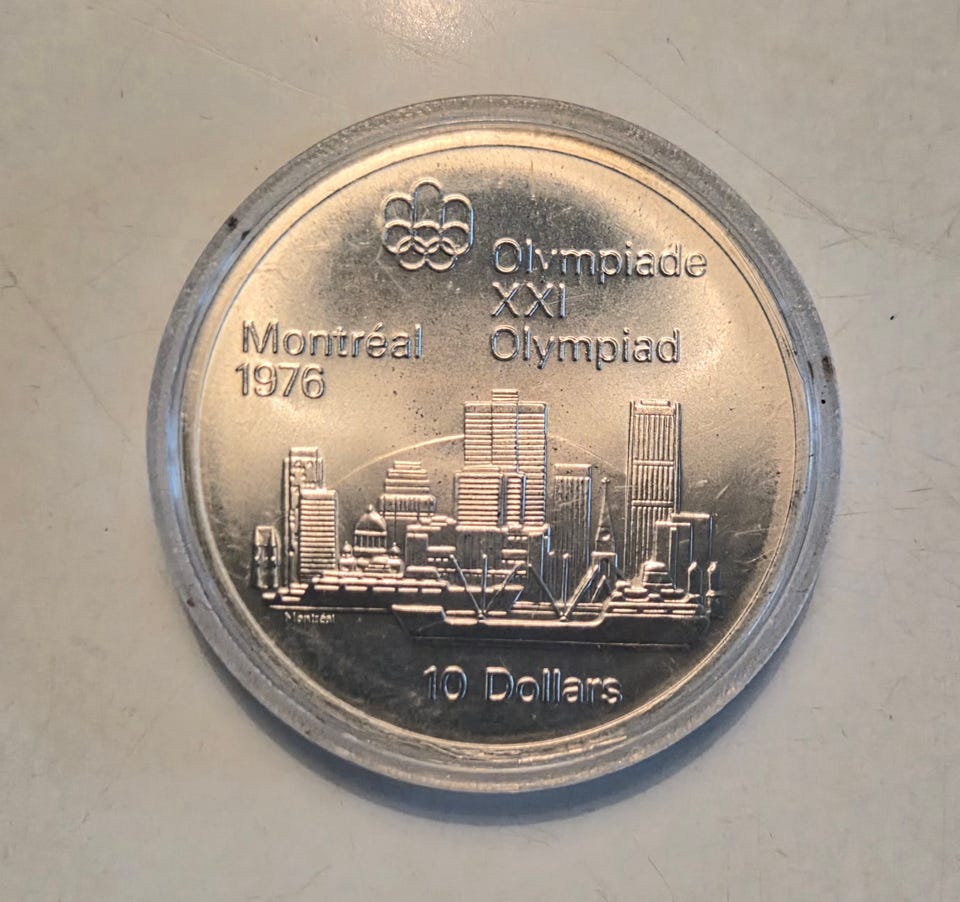 Olympiade
XXI
Olympiad
Montréal
1976
Montréal
10 Dollars